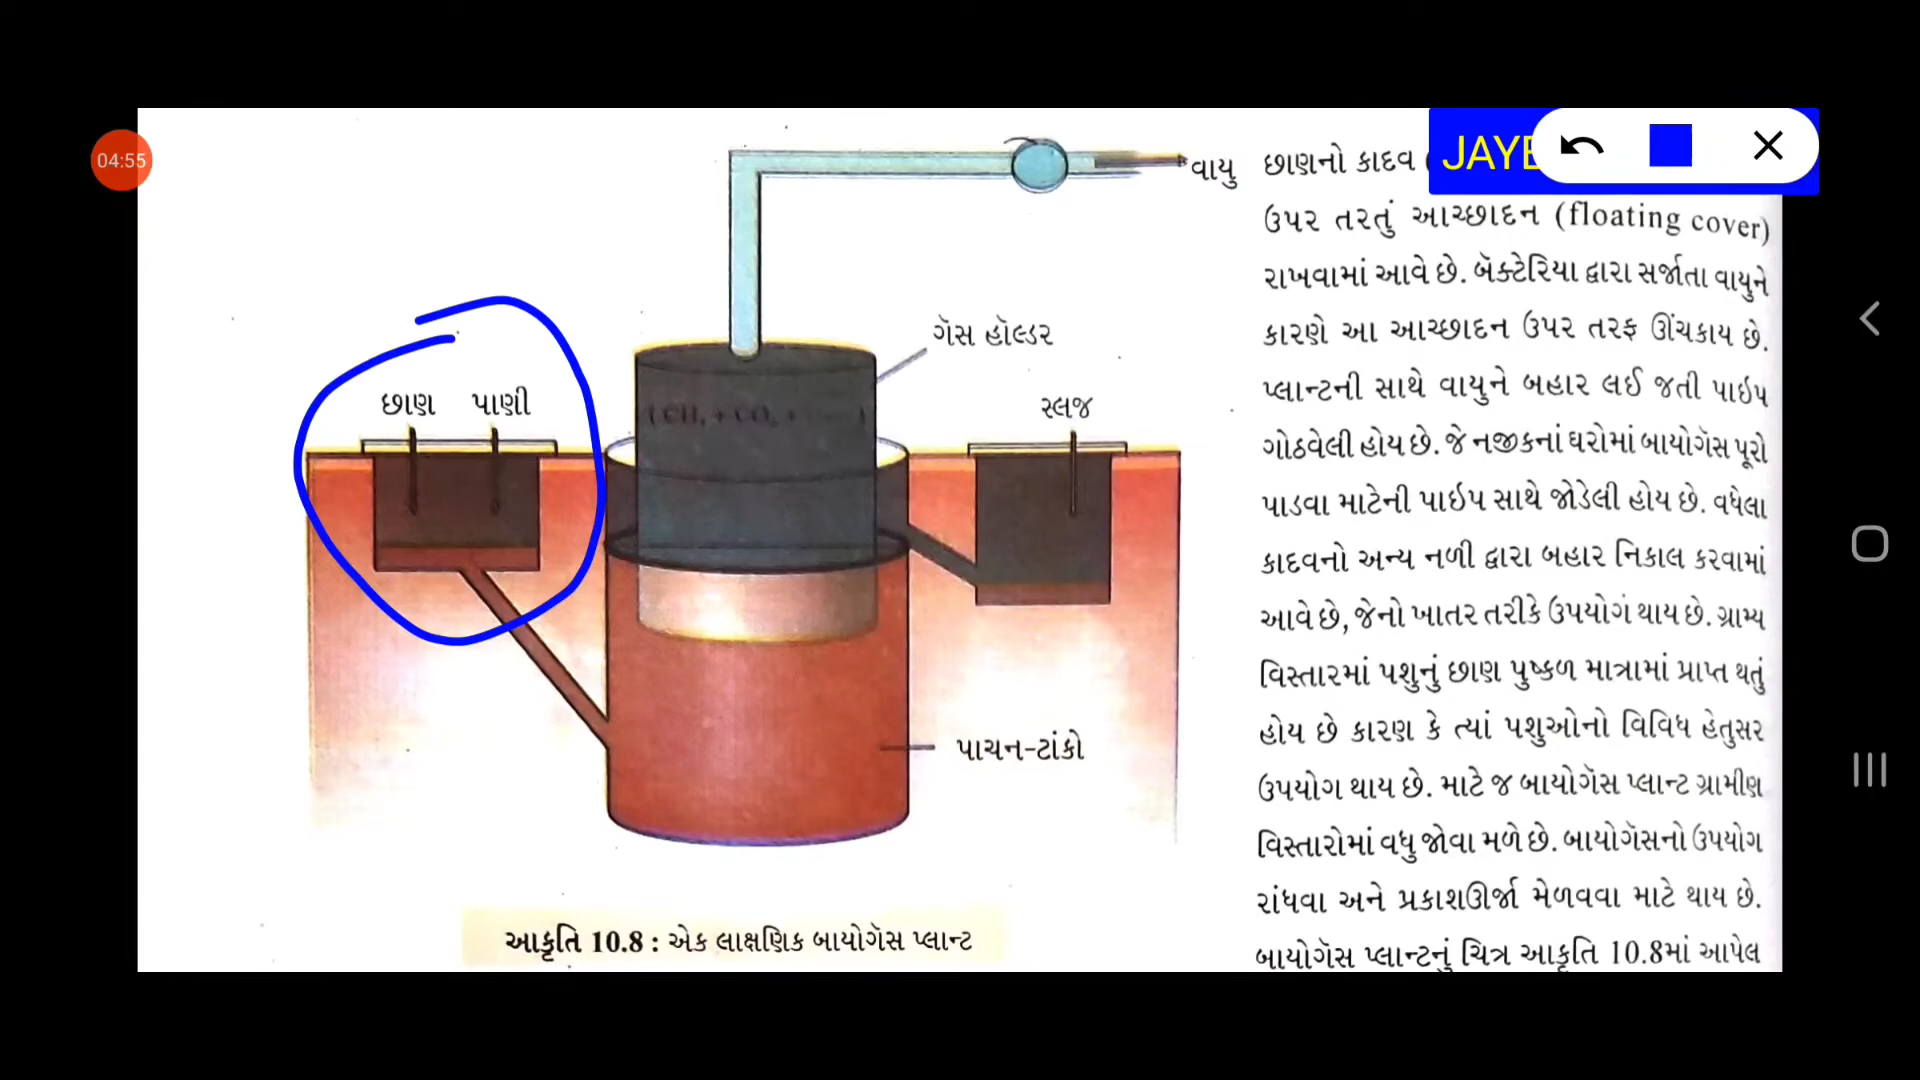 04:55
JAYE
વાયુ
ગૅસ હૉલ્ડર
છાણ પાણી
સ્લજ
પાચન-ટાંકો
આકૃતિ 10.8 : એક લાક્ષણિક બાયોગૅસ પ્લાન્ટ
છાણનો કાદવ (
ઉપર તરતું આચ્છાદન (floating cover)
રાખવામાં આવે છે. બૅક્ટેરિયા દ્વારા સર્જાતા વાયુને
કારણે આ આચ્છાદન ઉપર તરફ ઊંચકાય છે.
પ્લાન્ટની સાથે વાયુને બહાર લઈ જતી પાઇપ
ગોઠવેલી હોય છે. જે નજીકનાં ઘરોમાં બાયોગૅસ પૂરો
પાડવા માટેની પાઇપ સાથે જોડેલી હોય છે. વધેલા
કાદવનો અન્ય નળી દ્વારા બહાર નિકાલ કરવામાં
આવે છે, જેનો ખાતર તરીકે ઉપયોગ થાય છે. ગ્રામ્ય
વિસ્તારમાં પશુનું છાણ પુષ્કળ માત્રામાં પ્રાપ્ત થતું
હોય છે કારણ કે ત્યાં પશુઓનો વિવિધ હેતુસર
ઉપયોગ થાય છે. માટે જ બાયોગૅસ પ્લાન્ટ ગ્રામીણ
વિસ્તારોમાં વધુ જોવા મળે છે. બાયોગૅસનો ઉપયોગ
રાંધવા અને પ્રકાશઊર્જા મેળવવા માટે થાય છે.
બાયોગૅસ પ્લાન્ટનું ચિત્ર આકૃતિ 10.8માં આપેલ